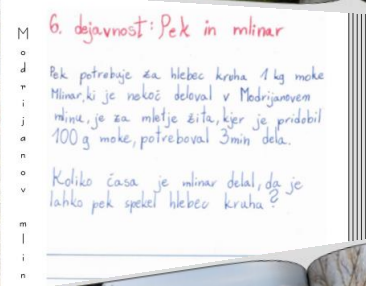 Modrijanov mlin
6. dejavnost: Pek in mlinar
Pek potrebuje za hlebec kruha 1 kg moke
Mlinar, ki je nekoč deloval v Modrijanovem
mlinu, je za mletje žita, kjer je pridobil
100 g moke, potreboval 3 min dela.
Koliko časa je mlinar delal, da je
lahko pek spekel hlebec kruha?